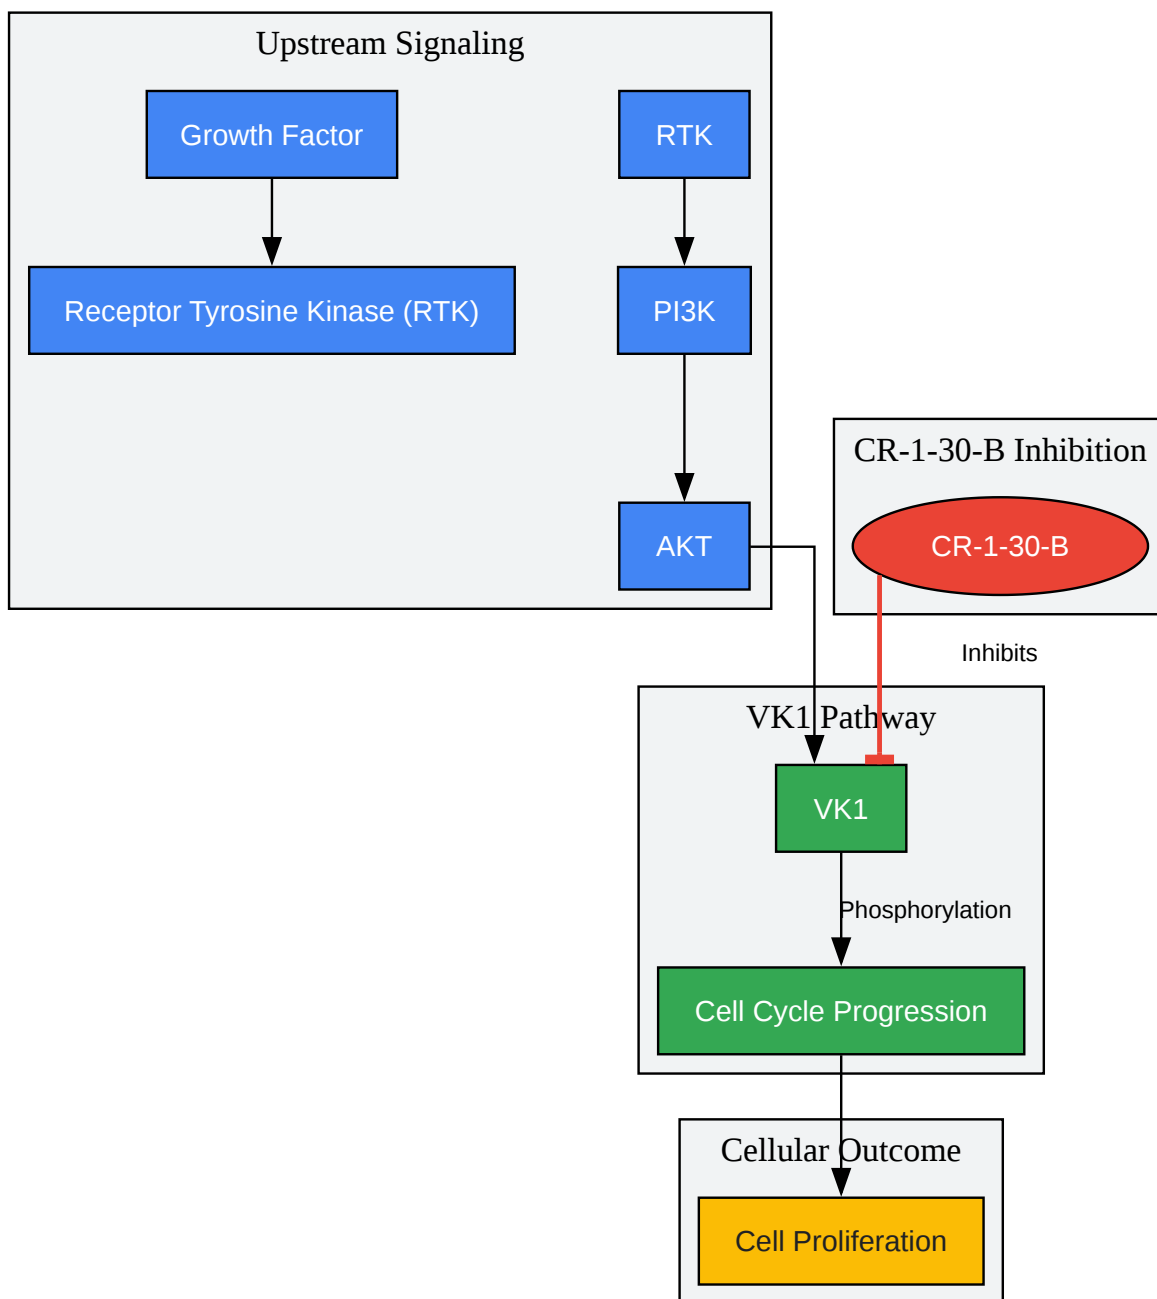 Upstream Signaling
Growth Factor
RTK
Receptor Tyrosine Kinase (RTK)
PI3K
AKT
CR-1-30-B Inhibition
CR-1-30-B
Inhibits
VK1 Pathway
VK1
Phosphorylation
Cell Cycle Progression
Cellular Outcome
Cell Proliferation